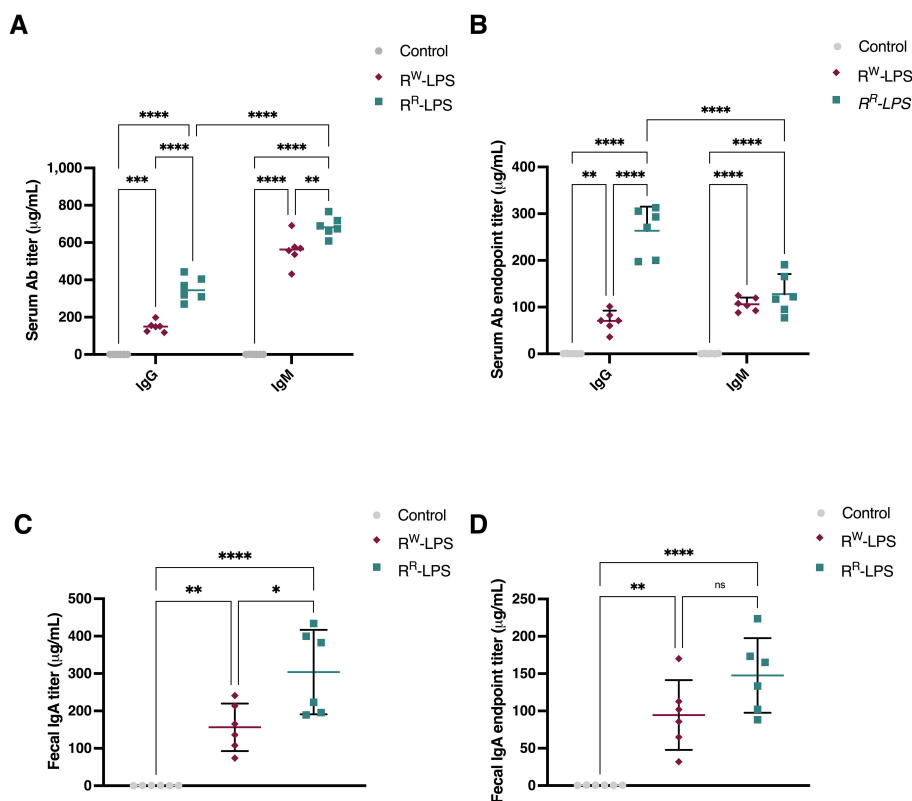 A
Control
Rᵂ-LPS
Rᴿ-LPS
**** ****
**** ****
*** **** **
Serum Ab titer (μg/mL)
1,000
800
600
400
200
0
IgG IgM
B
Control
Rᵂ-LPS
Rᴿ-LPS
****
**** ****
** **** ****
Serum Ab endopoint titer (μg/mL)
400
300
200
100
0
IgG IgM
C
Control
Rᵂ-LPS
Rᴿ-LPS
****
** *
Fecal IgA titer (μg/mL)
500
400
300
200
100
0
D
Control
Rᵂ-LPS
Rᴿ-LPS
****
** ns
Fecal IgA endpoint titer (μg/mL)
250
200
150
100
50
0